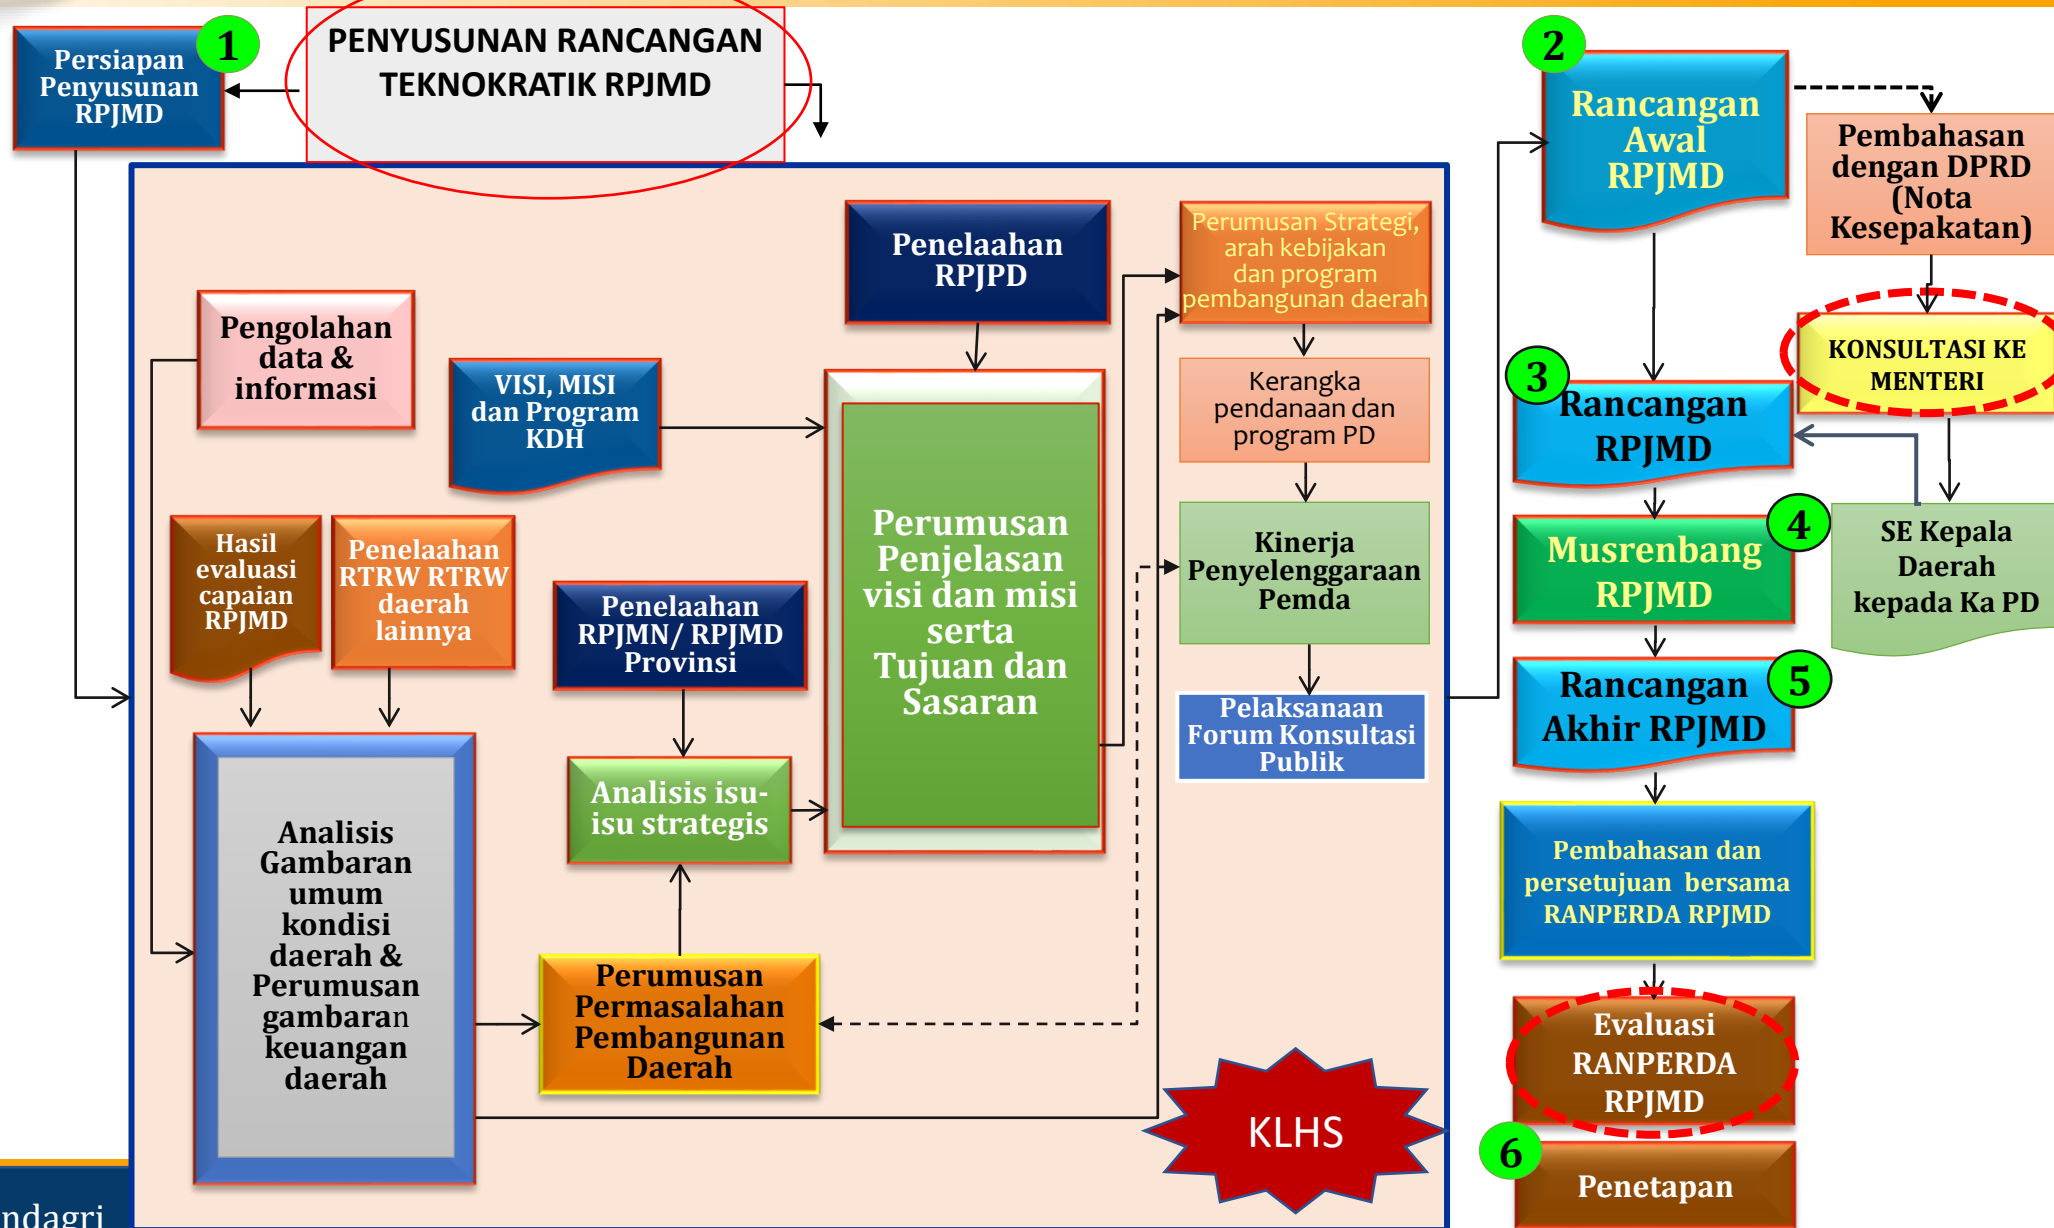 1
Persiapan
Penyusunan
RPJMD
PENYUSUNAN RANCANGAN
TEKNOKRATIK RPJMD
Pengolahan
data &
informasi
VISI, MISI
dan Program
KDH
Hasil
evaluasi
capaian
RPJMD
Penelaahan
RTRW RTRW
daerah
lainnya
Analisis
Gambaran
umum
kondisi
daerah &
Perumusan
gambaran
keuangan
daerah
Penelaahan
RPJMN/ RPJMD
Provinsi
Analisis isu-
isu strategis
Perumusan
Permasalahan
Pembangunan
Daerah
Penelaahan
RPJPD
Perumusan
Penjelasan
visi dan misi
serta
Tujuan dan
Sasaran
Perumusan Strategi,
arah kebijakan
dan program
pembangunan daerah
Kerangka
pendanaan dan
program PD
Kinerja
Penyelenggaraan
Pemda
Pelaksanaan
Forum Konsultasi
Publik
KLHS
2
Rancangan
Awal
RPJMD
Pembahasan
dengan DPRD
(Nota
Kesepakatan)
KONSULTASI KE
MENTERI
SE Kepala
Daerah
kepada Ka PD
3
Rancangan
RPJMD
4
Musrenbang
RPJMD
5
Rancangan
Akhir RPJMD
Pembahasan dan
persetujuan bersama
RANPERDA RPJMD
Evaluasi
RANPERDA
RPJMD
6
Penetapan
ndagri